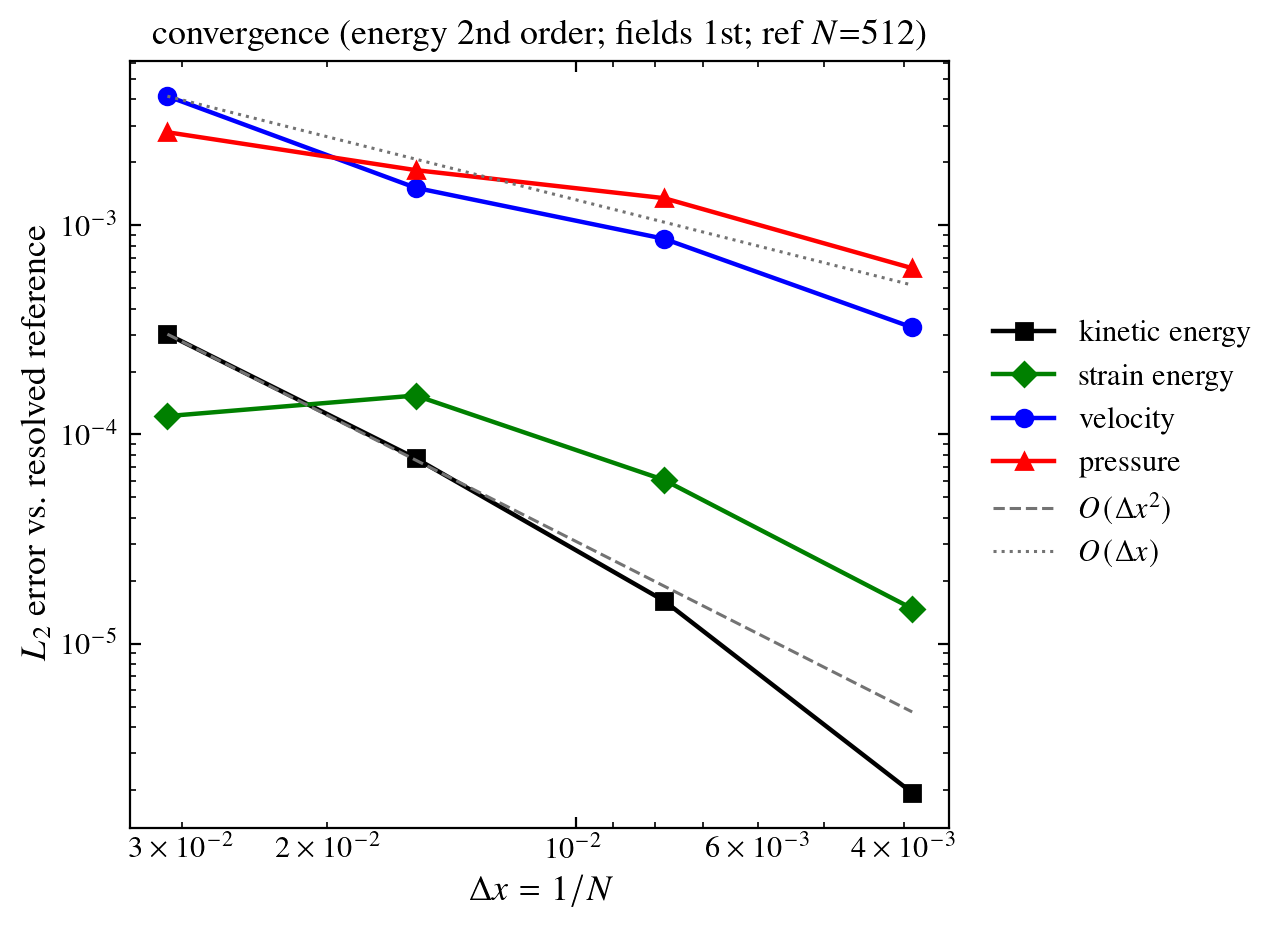 convergence (energy 2nd order; fields 1st; ref N=512)
L₂ error vs. resolved reference
10⁻³
10⁻⁴
10⁻⁵
3 × 10⁻² 2 × 10⁻² 10⁻² 6 × 10⁻³ 4 × 10⁻³
Δx = 1/N
kinetic energy
strain energy
velocity
pressure
O(Δx²)
O(Δx)